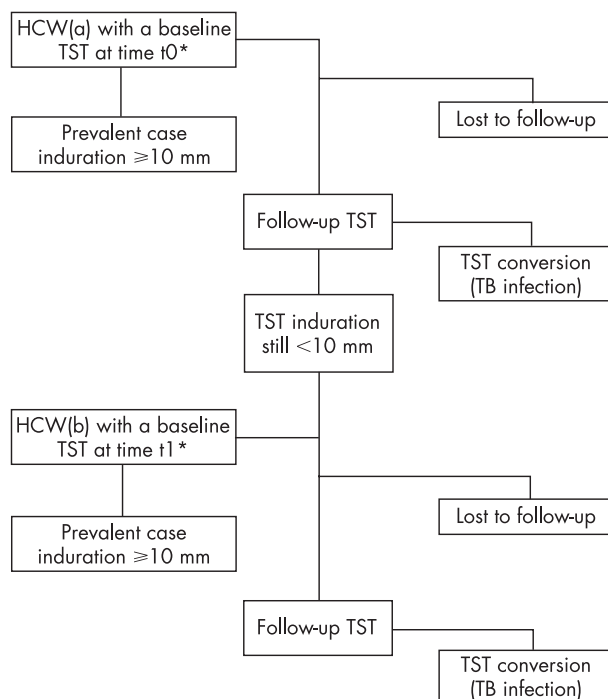 HCW(a) with a baseline
TST at time t0*
Prevalent case
induration ⩾10 mm
Lost to follow-up
Follow-up TST
TST conversion
(TB infection)
TST induration
still <10 mm
HCW(b) with a baseline
TST at time t1*
Prevalent case
induration ⩾10 mm
Lost to follow-up
Follow-up TST
TST conversion
(TB infection)